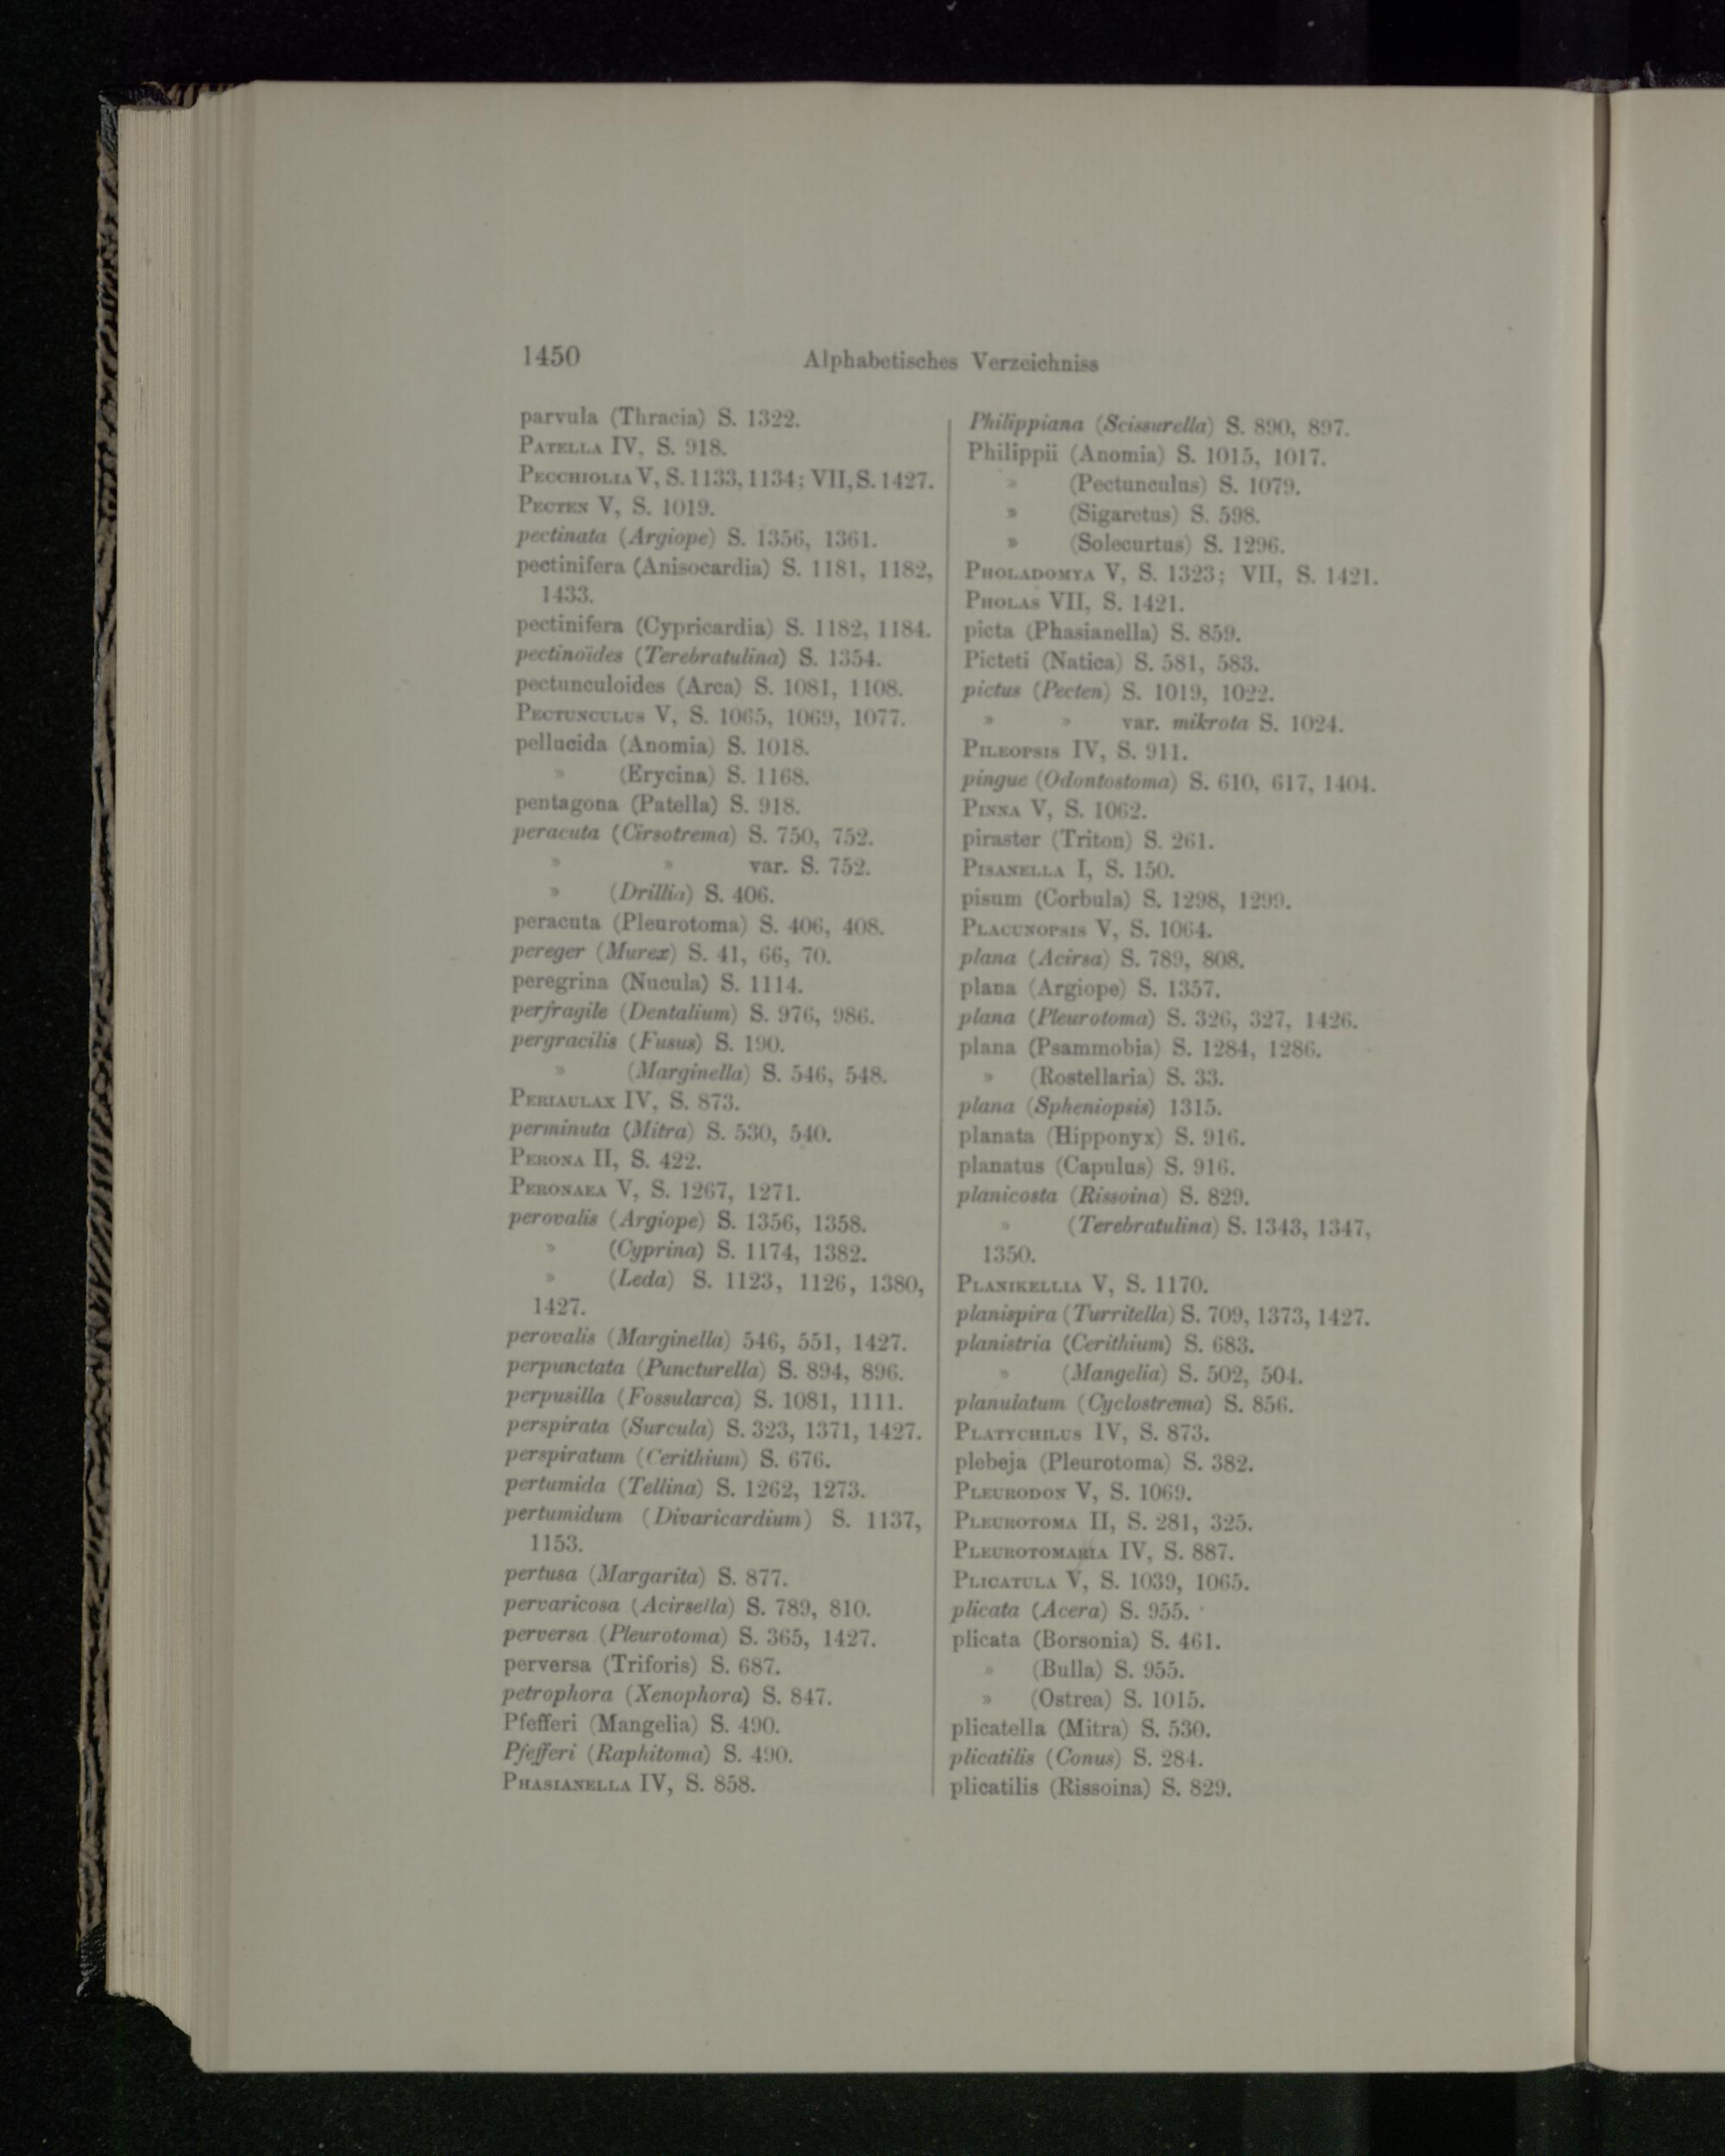 1450 Alphabetisches Verzeichniss
parvula (Thracia) S. 1322.
PATELLA IV, S. 918.
PECCHIOLIA V, S. 1133, 1134; VII, S. 1427.
PECTEN V, S. 1019.
pectinata (Argiope) S. 1356, 1361.
pectinifera (Anisocardia) S. 1181, 1182,
1433.
pectinifera (Cypricardia) S. 1182, 1184.
pectinoïdes (Terebratulina) S. 1354.
pectunculoides (Arca) S. 1081, 1108.
PECTUNCULUS V, S. 1065, 1069, 1077.
pellucida (Anomia) S. 1018.
» (Erycina) S. 1168.
pentagona (Patella) S. 918.
peracuta (Cirsotrema) S. 750, 752.
» » var. S. 752.
» (Drillia) S. 406.
peracuta (Pleurotoma) S. 406, 408.
pereger (Murex) S. 41, 66, 70.
peregrina (Nucula) S. 1114.
perfragile (Dentalium) S. 976, 986.
pergracilis (Fusus) S. 190.
» (Marginella) S. 546, 548.
PERIAULAX IV, S. 873.
perminuta (Mitra) S. 530, 540.
PERONA II, S. 422.
PERONAEA V, S. 1267, 1271.
perovalis (Argiope) S. 1356, 1358.
» (Cyprina) S. 1174, 1382.
» (Leda) S. 1123, 1126, 1380,
1427.
perovalis (Marginella) 546, 551, 1427.
perpunctata (Puncturella) S. 894, 896.
perpusilla (Fossularca) S. 1081, 1111.
perspirata (Surcula) S. 323, 1371, 1427.
perspiratum (Cerithium) S. 676.
pertumida (Tellina) S. 1262, 1273.
pertumidum (Divaricardium) S. 1137,
1153.
pertusa (Margarita) S. 877.
pervaricosa (Acirsella) S. 789, 810.
perversa (Pleurotoma) S. 365, 1427.
perversa (Triforis) S. 687.
petrophora (Xenophora) S. 847.
Pfefferi (Mangelia) S. 490.
Pfefferi (Raphitoma) S. 490.
PHASIANELLA IV, S. 858.
Philippiana (Scissurella) S. 890, 897.
Philippii (Anomia) S. 1015, 1017.
» (Pectunculus) S. 1079.
» (Sigaretus) S. 598.
» (Solecurtus) S. 1296.
PHOLADOMYA V, S. 1323; VII, S. 1421.
PHOLAS VII, S. 1421.
picta (Phasianella) S. 859.
Picteti (Natica) S. 581, 583.
pictus (Pecten) S. 1019, 1022.
» » var. mikrota S. 1024.
PILEOPSIS IV, S. 911.
pingue (Odontostoma) S. 610, 617, 1404.
PINNA V, S. 1062.
piraster (Triton) S. 261.
PISANELLA I, S. 150.
pisum (Corbula) S. 1298, 1299.
PLACUNOPSIS V, S. 1064.
plana (Acirsa) S. 789, 808.
plana (Argiope) S. 1357.
plana (Pleurotoma) S. 326, 327, 1426.
plana (Psammobia) S. 1284, 1286.
» (Rostellaria) S. 33.
plana (Spheniopsis) 1315.
planata (Hipponyx) S. 916.
planatus (Capulus) S. 916.
planicosta (Rissoina) S. 829.
» (Terebratulina) S. 1343, 1347,
1350.
PLANIKELLIA V, S. 1170.
planispira (Turritella) S. 709, 1373, 1427.
planistria (Cerithium) S. 683.
» (Mangelia) S. 502, 504.
planulatum (Cyclostrema) S. 856.
PLATYCHILUS IV, S. 873.
plebeja (Pleurotoma) S. 382.
PLEURODON V, S. 1069.
PLEUROTOMA II, S. 281, 325.
PLEUROTOMARIA IV, S. 887.
PLICATULA V, S. 1039, 1065.
plicata (Acera) S. 955.
plicata (Borsonia) S. 461.
» (Bulla) S. 955.
» (Ostrea) S. 1015.
plicatella (Mitra) S. 530.
plicatilis (Conus) S. 284.
plicatilis (Rissoina) S. 829.